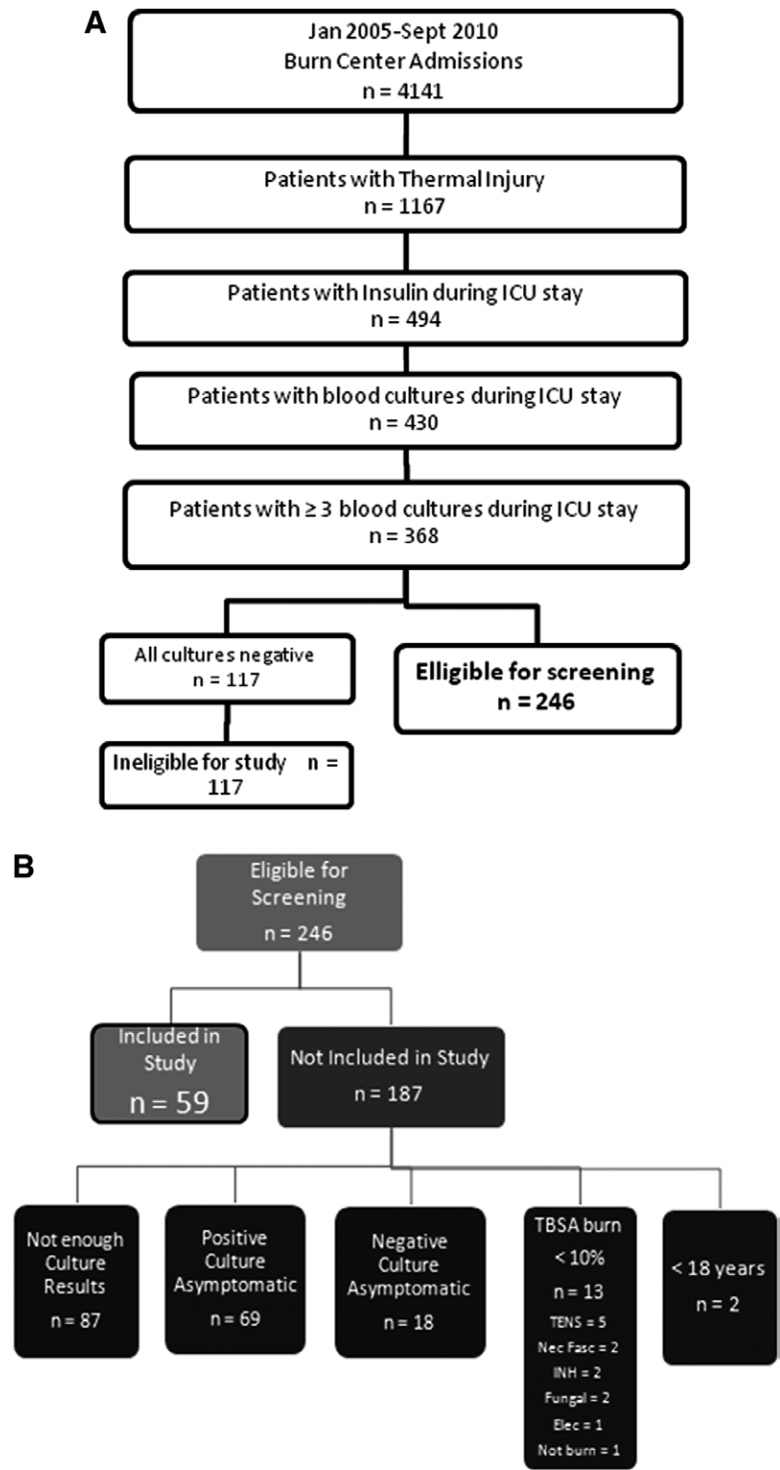 A
Jan 2005-Sept 2010
Burn Center Admissions
n = 4141
Patients with Thermal Injury
n = 1167
Patients with Insulin during ICU stay
n = 494
Patients with blood cultures during ICU stay
n = 430
Patients with ≥ 3 blood cultures during ICU stay
n = 368
All cultures negative
n = 117
Elligible for screening
n = 246
Ineligible for study n =
117
B
Eligible for
Screening
n = 246
Included in
Study
n = 59
Not Included in Study
n = 187
Not enough
Culture
Results
n = 87
Positive
Culture
Asymptomatic
n = 69
Negative
Culture
Asymptomatic
n = 18
TBSA burn
< 10%
n = 13
TENS = 5
Nec Fasc = 2
INH = 2
Fungal = 2
Elec = 1
Not burn = 1
< 18 years
n = 2